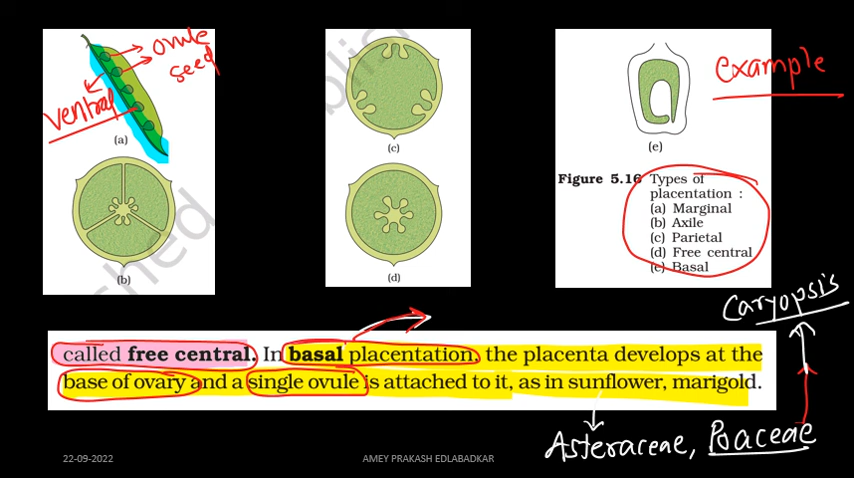 ovule
seed
ventral
(a)
(b)
(c)
(d)
(e)
example
Figure 5.16 Types of
placentation :
(a) Marginal
(b) Axile
(c) Parietal
(d) Free central
(e) Basal
Caryopsis
called free central. In basal placentation, the placenta develops at the
base of ovary and a single ovule is attached to it, as in sunflower, marigold.
Asteraceae, Poaceae
22-09-2022
AMEY PRAKASH EDLABADKAR